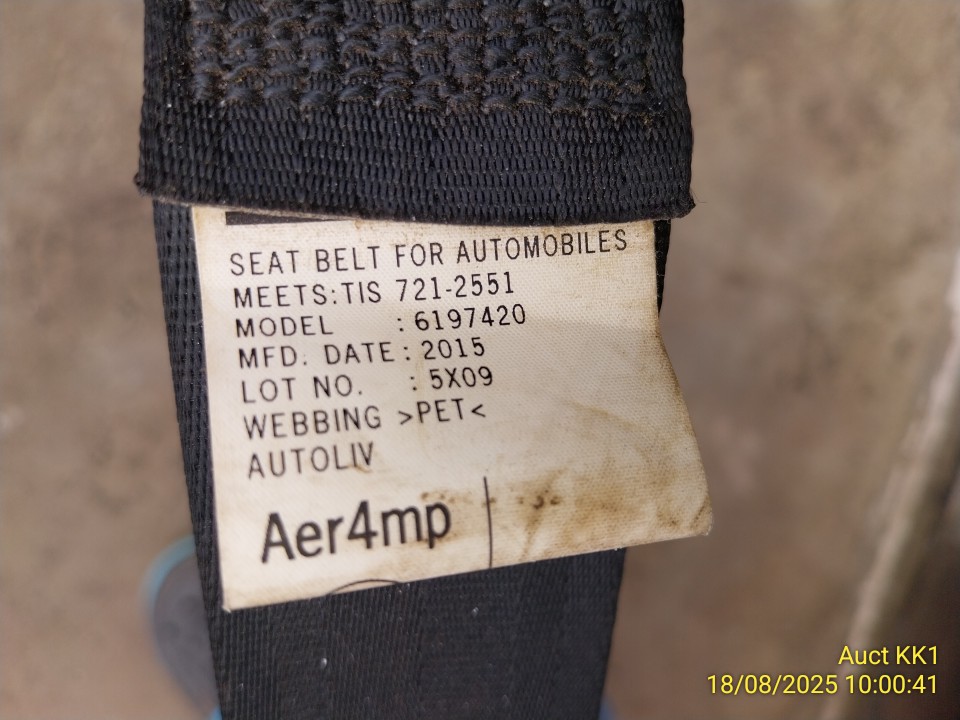 SEAT BELT FOR AUTOMOBILES
MEETS:TIS 721-2551
MODEL : 6197420
MFD. DATE : 2015
LOT NO. : 5X09
WEBBING >PET<
AUTOLIV
Aer4mp
Auct KK1
18/08/2025 10:00:41